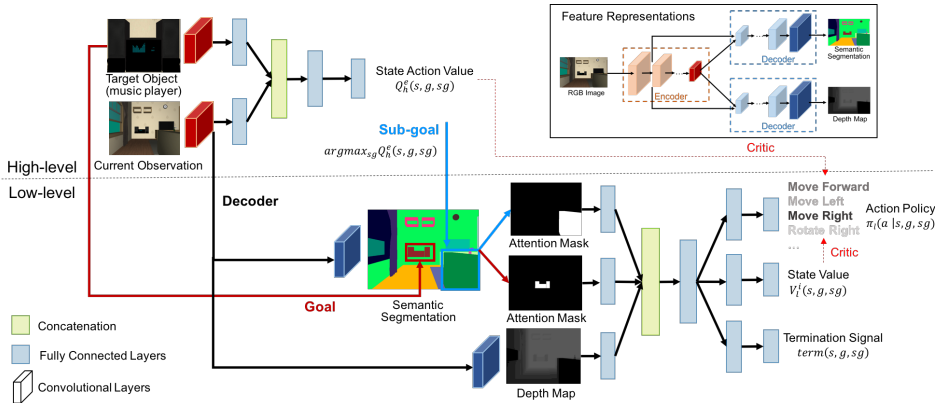 Feature Representations
RGB Image
Encoder
Decoder
Semantic
Segmentation
Decoder
Depth Map
Target Object
(music player)
Current Observation
State Action Value
Q_h^e(s, g, sg)
Sub-goal
argmax_{sg}Q_h^e(s, g, sg)
Critic
High-level
Low-level
Decoder
Goal
Semantic
Segmentation
Attention Mask
Attention Mask
Depth Map
Move Forward
Move Left
Move Right
Rotate Right
...
Action Policy
π_l(a |s, g, sg)
Critic
State Value
V_l^i(s, g, sg)
Termination Signal
term(s, g, sg)
Concatenation
Fully Connected Layers
Convolutional Layers